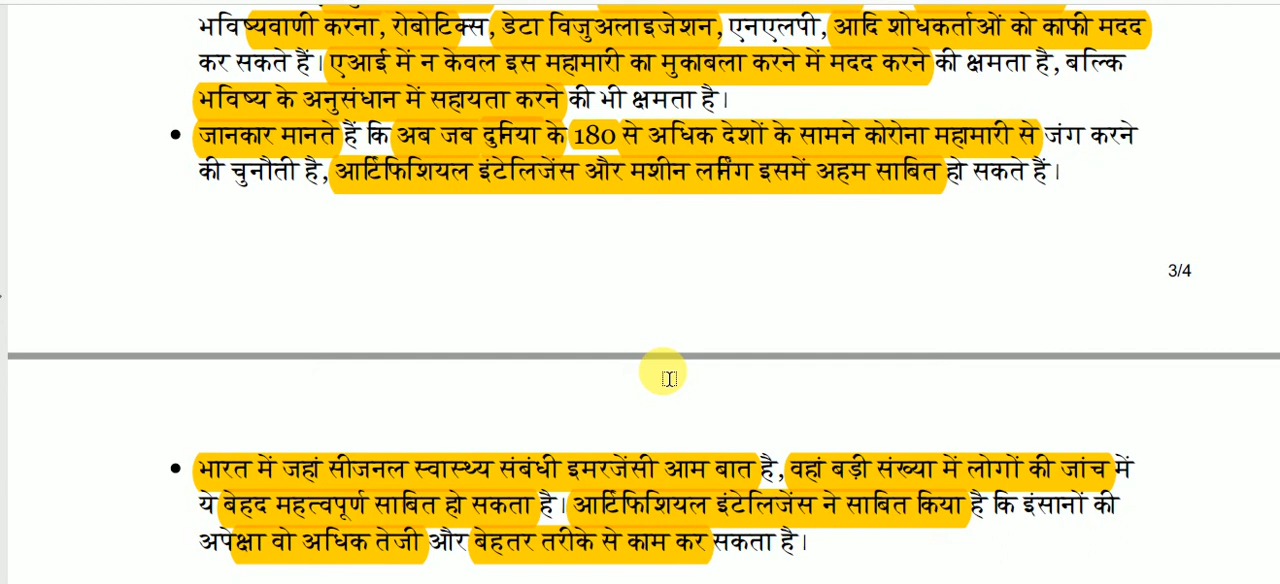 भविष्यवाणी करना, रोबोटिक्स, डेटा विजुअलाइजेशन, एनएलपी, आदि शोधकर्ताओं को काफी मदद
कर सकते हैं। एआई में न केवल इस महामारी का मुकाबला करने में मदद करने की क्षमता है, बल्कि
भविष्य के अनुसंधान में सहायता करने की भी क्षमता है।
• जानकार मानते हैं कि अब जब दुनिया के 180 से अधिक देशों के सामने कोरोना महामारी से जंग करने
की चुनौती है, आर्टिफिशियल इंटेलिजेंस और मशीन लर्निंग इसमें अहम साबित हो सकते हैं।
3/4
• भारत में जहां सीजनल स्वास्थ्य संबंधी इमरजेंसी आम बात है, वहां बड़ी संख्या में लोगों की जांच में
ये बेहद महत्वपूर्ण साबित हो सकता है। आर्टिफिशियल इंटेलिजेंस ने साबित किया है कि इंसानों की
अपेक्षा वो अधिक तेजी और बेहतर तरीके से काम कर सकता है।